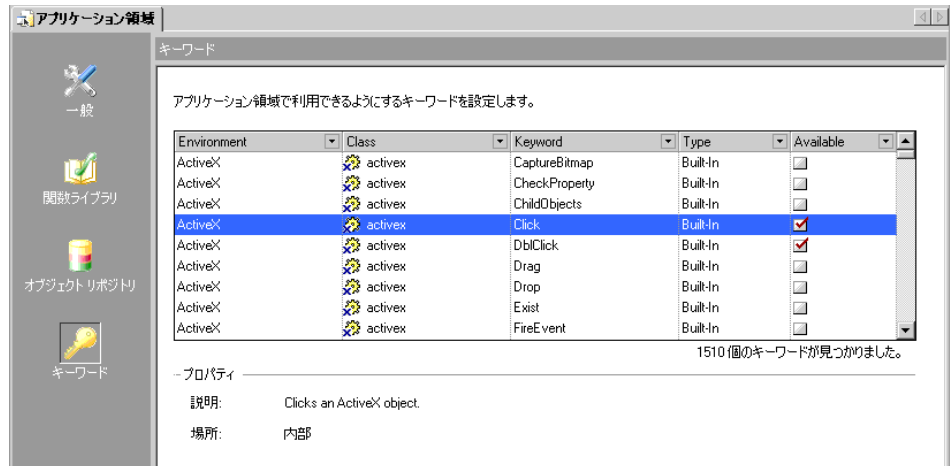 アプリケーション領域
キーワード
一般
関数ライブラリ
オブジェクト リポジトリ
キーワード
アプリケーション領域で利用できるようにするキーワードを設定します。
Environment Class Keyword Type Available
ActiveX activex CaptureBitmap Built-In
ActiveX activex CheckProperty Built-In
ActiveX activex ChildObjects Built-In
ActiveX activex Click Built-In
ActiveX activex DblClick Built-In
ActiveX activex Drag Built-In
ActiveX activex Drop Built-In
ActiveX activex Exist Built-In
ActiveX activex FireEvent Built-In
1510 個のキーワードが見つかりました。
プロパティ
説明: Clicks an ActiveX object.
場所: 内部